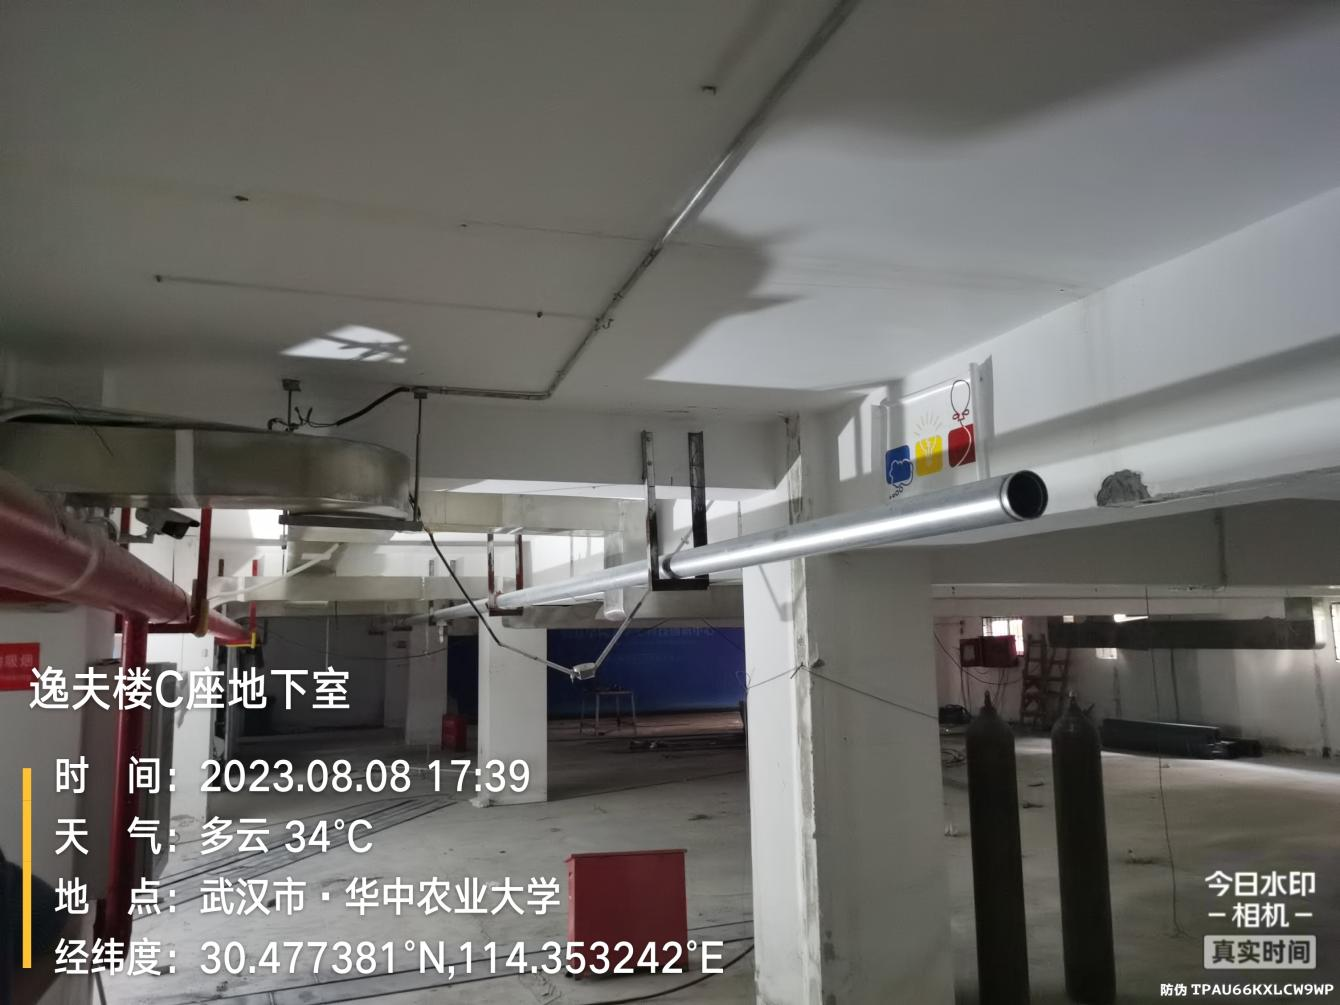 逸夫楼C座地下室
时 间：2023.08.08 17:39
天 气：多云 34°C
地 点：武汉市·华中农业大学
经纬度：30.477381°N,114.353242°E
今日水印
-相机-
真实时间
防伪 TPAU66KXLCW9WP